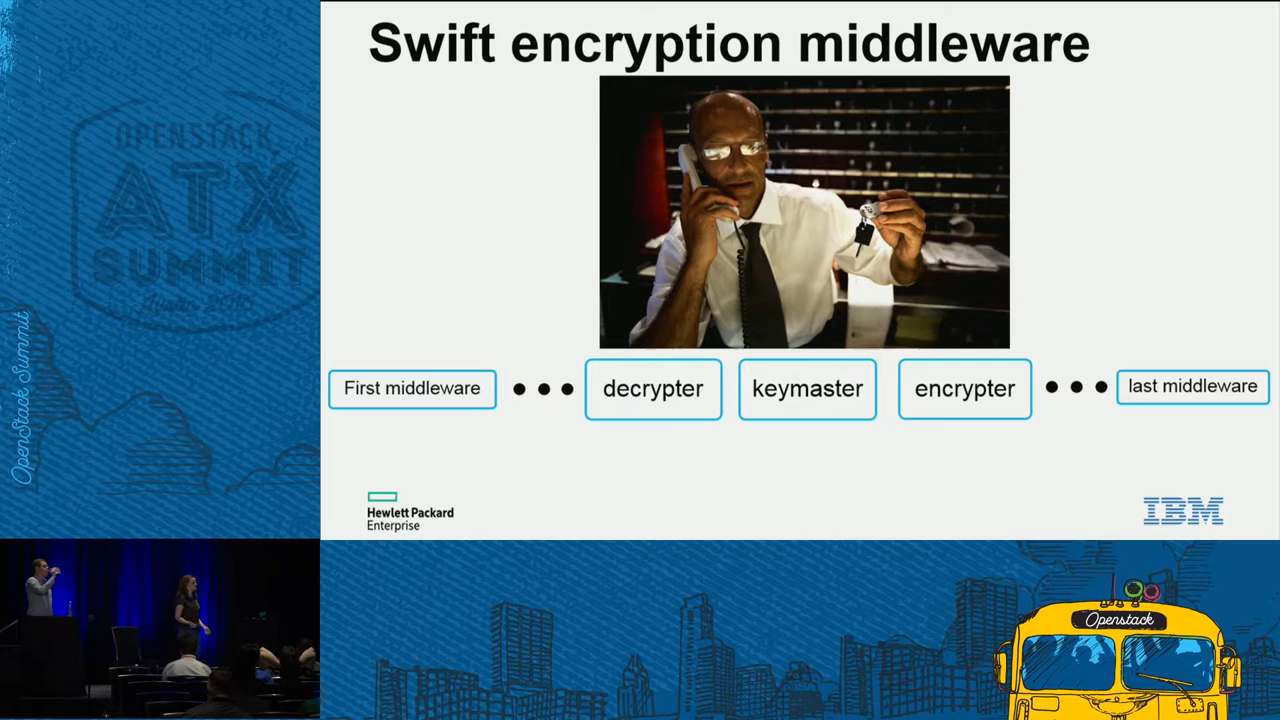 Swift encryption middleware
First middleware
decrypter
keymaster
encrypter
last middleware
Hewlett Packard
Enterprise
IBM
OPENSTACK
ATX
SUMMIT
OpenStack Summit
Openstack